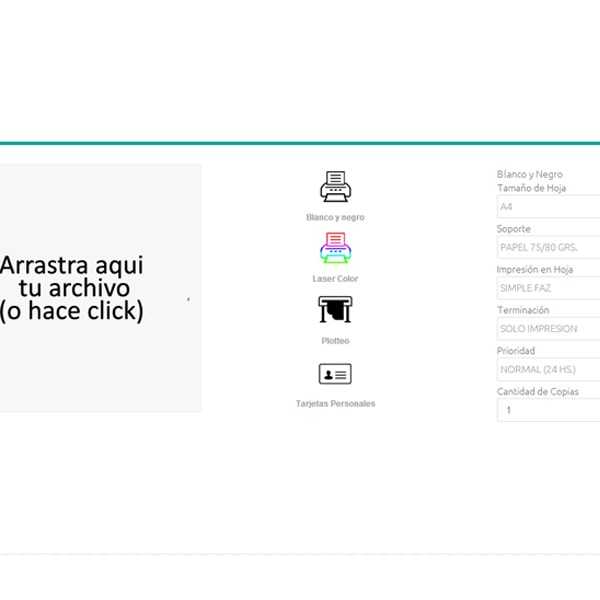 Arrastra aqui
tu archivo
(o hace click)
Blanco y negro
Laser Color
Plotteo
Tarjetas Personales
Blanco y Negro
Tamaño de Hoja
A4
Soporte
PAPEL 75/80 GRS.
Impresión en Hoja
SIMPLE FAZ
Terminación
SOLO IMPRESION
Prioridad
NORMAL (24 HS.)
Cantidad de Copias
1